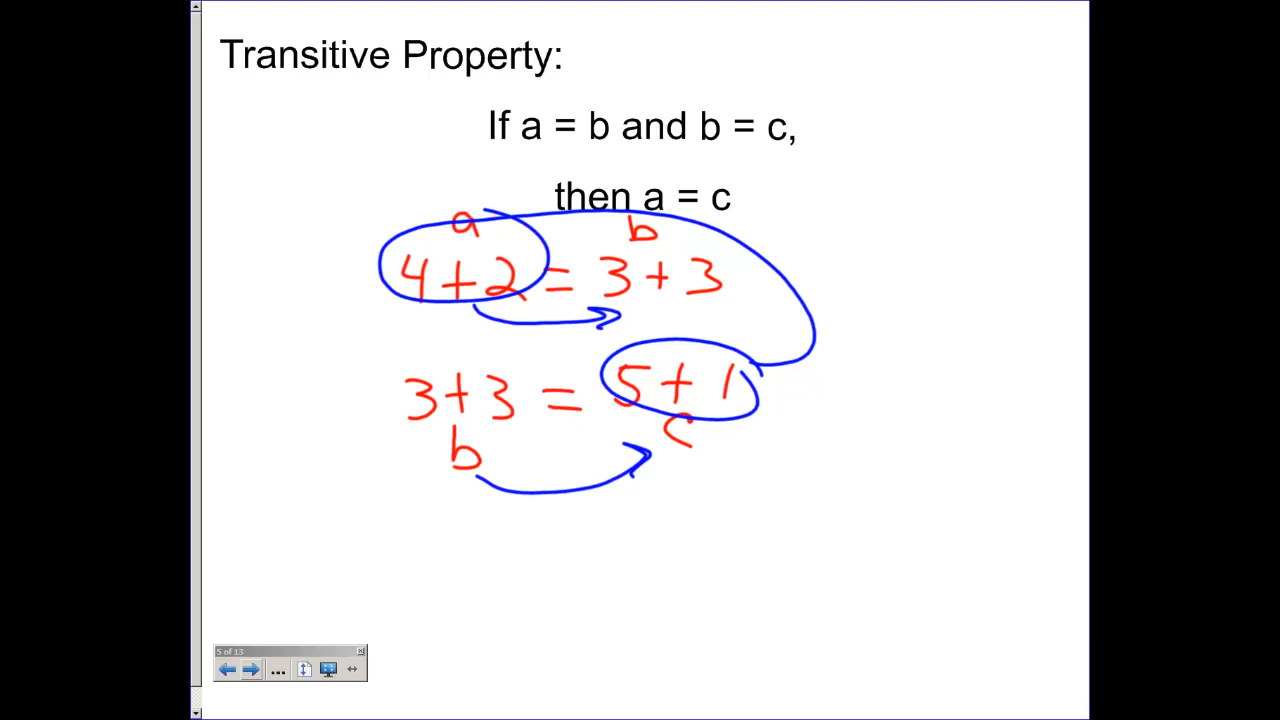 Transitive Property:
If a = b and b = c,
then a = c
a b
4 + 2 = 3 + 3
3 + 3 = 5 + 1
b c
5 of 13